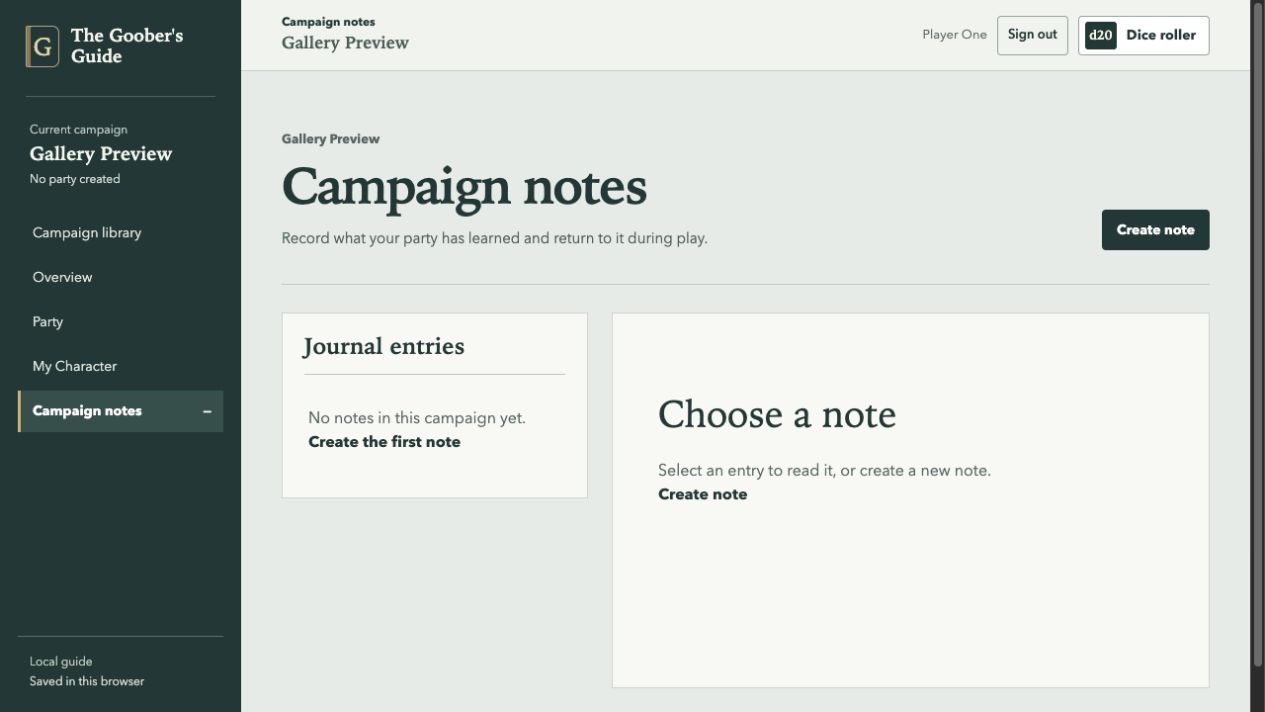 G
The Goober's
Guide
Current campaign
Gallery Preview
No party created
Campaign library
Overview
Party
My Character
Campaign notes –
Local guide
Saved in this browser
Campaign notes
Gallery Preview
Player One
Sign out
d20 Dice roller
Gallery Preview
Campaign notes
Record what your party has learned and return to it during play.
Create note
Journal entries
No notes in this campaign yet.
Create the first note
Choose a note
Select an entry to read it, or create a new note.
Create note